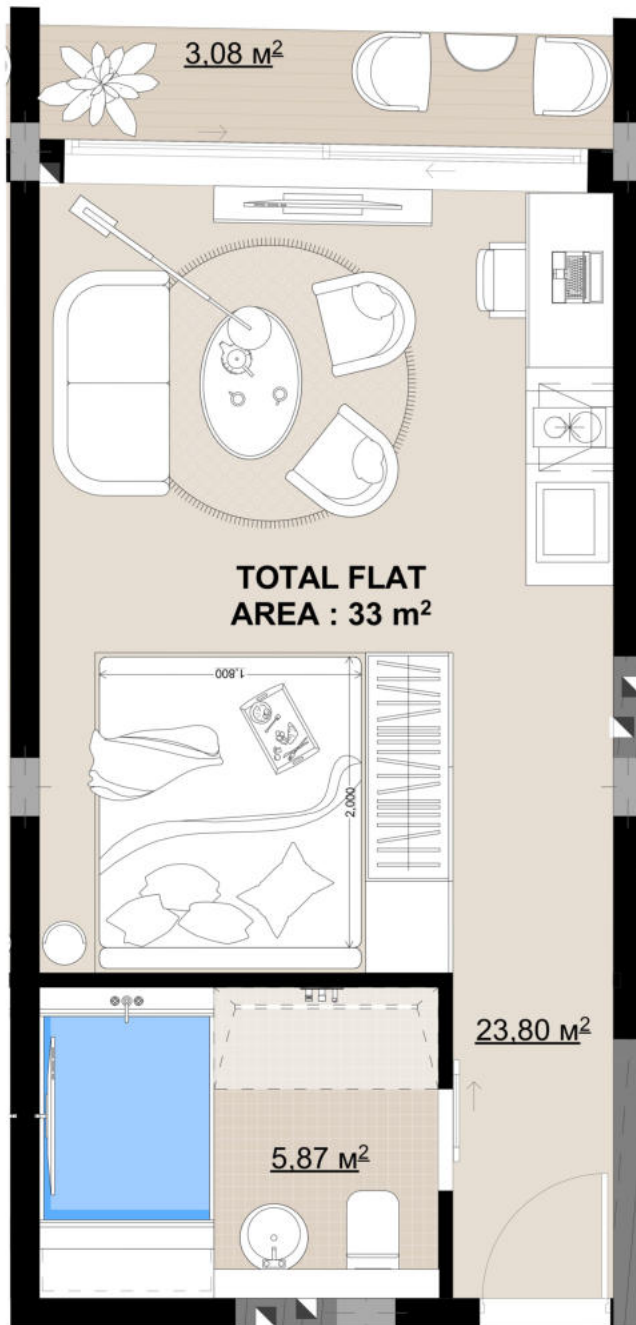 3,08 м²
TOTAL FLAT
AREA : 33 m²
1,800
2,000
23,80 м²
5,87 м²